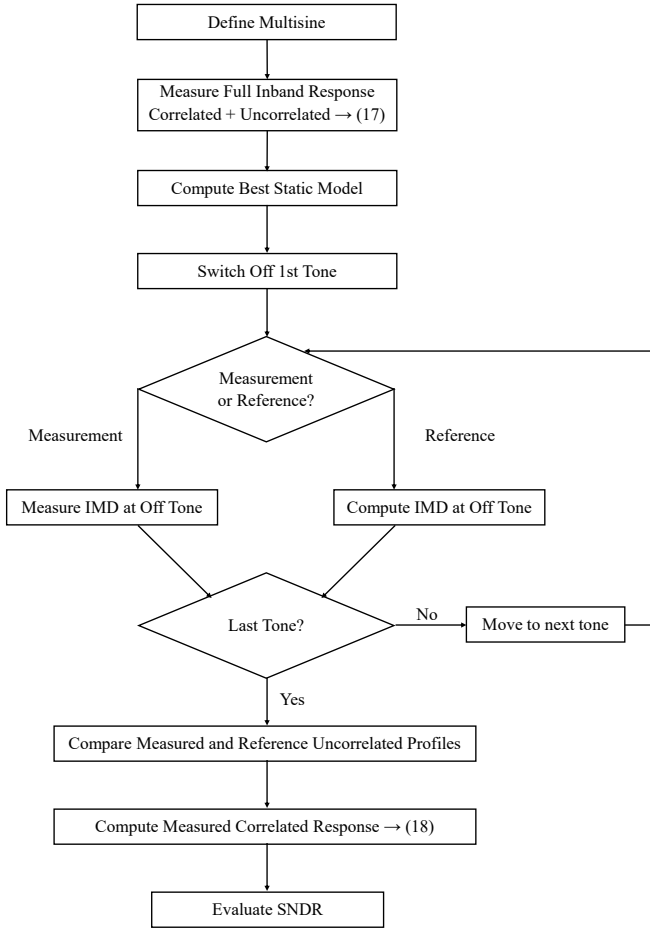 Define Multisine
Measure Full Inband Response
Correlated + Uncorrelated → (17)
Compute Best Static Model
Switch Off 1st Tone
Measurement
or Reference?
Measurement
Reference
Measure IMD at Off Tone
Compute IMD at Off Tone
Last Tone?
No
Move to next tone
Yes
Compare Measured and Reference Uncorrelated Profiles
Compute Measured Correlated Response → (18)
Evaluate SNDR